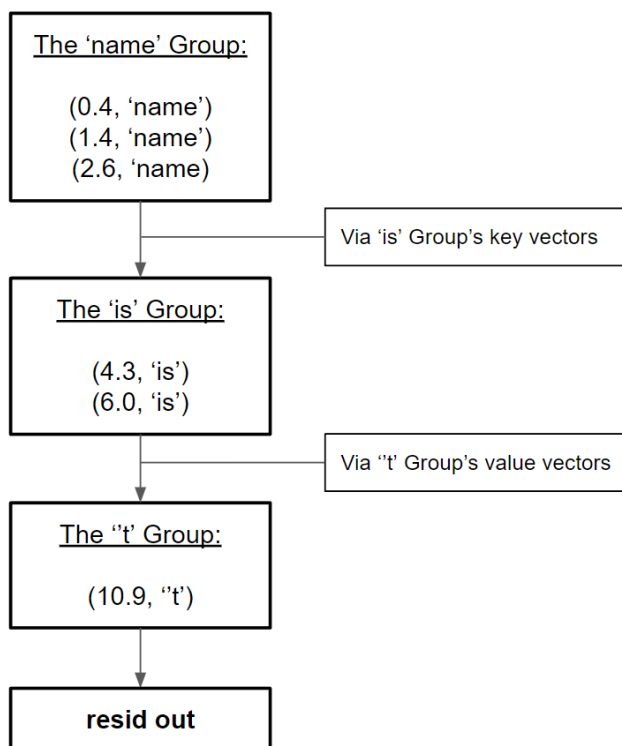 The ‘name’ Group:
(0.4, ‘name’)
(1.4, ‘name’)
(2.6, ‘name)
Via ‘is’ Group’s key vectors
The ‘is’ Group:
(4.3, ‘is’)
(6.0, ‘is’)
Via ‘’t’ Group’s value vectors
The ‘’t’ Group:
(10.9, ‘’t’)
resid out